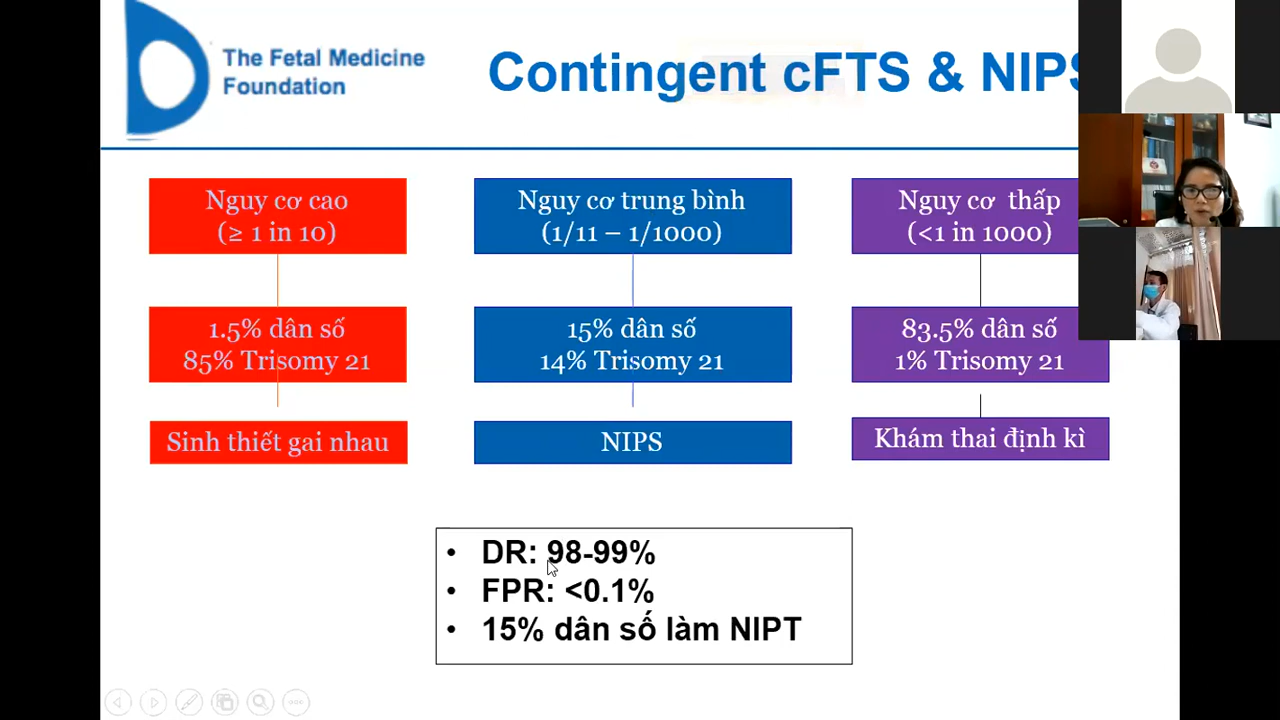 The Fetal Medicine
Foundation
Contingent cFTS & NIPS
Nguy cơ cao
(≥ 1 in 10)
Nguy cơ trung bình
(1/11 – 1/1000)
Nguy cơ  thấp
(<1 in 1000)
1.5% dân số
85% Trisomy 21
15% dân số
14% Trisomy 21
83.5% dân số
1% Trisomy 21
Sinh thiết gai nhau
NIPS
Khám thai định kì
• DR: 98-99%
• FPR: <0.1%
• 15% dân số làm NIPT